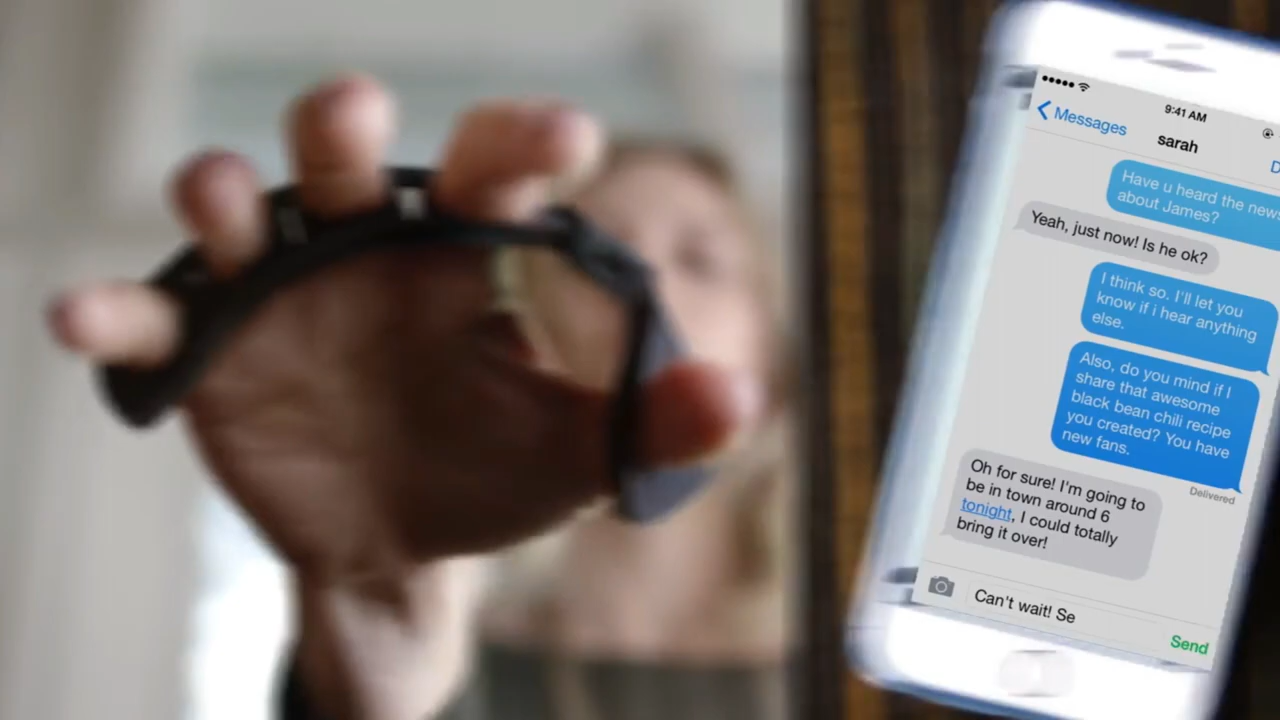 9:41 AM
Messages
sarah
Have u heard the new
about James?
Yeah, just now! Is he ok?
I think so. I'll let you
know if i hear anything
else.
Also, do you mind if I
share that awesome
black bean chili recipe
you created? You have
new fans.
Delivered
Oh for sure! I'm going to
be in town around 6
tonight, I could totally
bring it over!
Can't wait! Se
Send